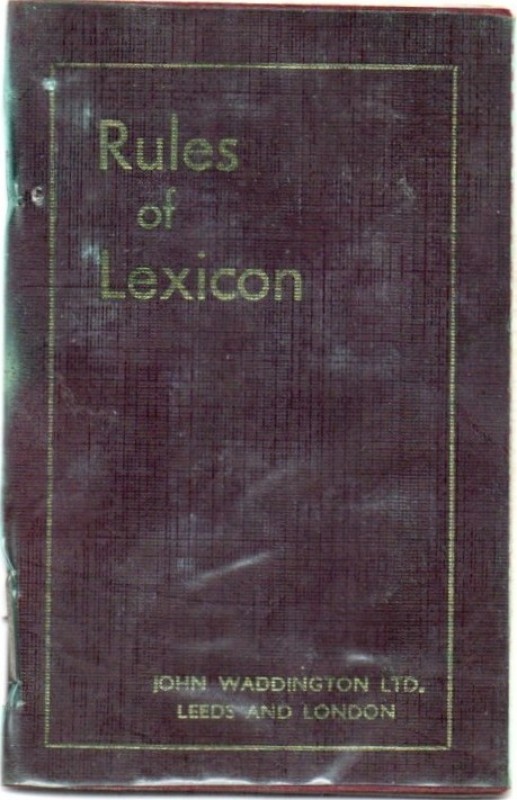 Rules
of
Lexicon
JOHN WADDINGTON LTD.
LEEDS AND LONDON